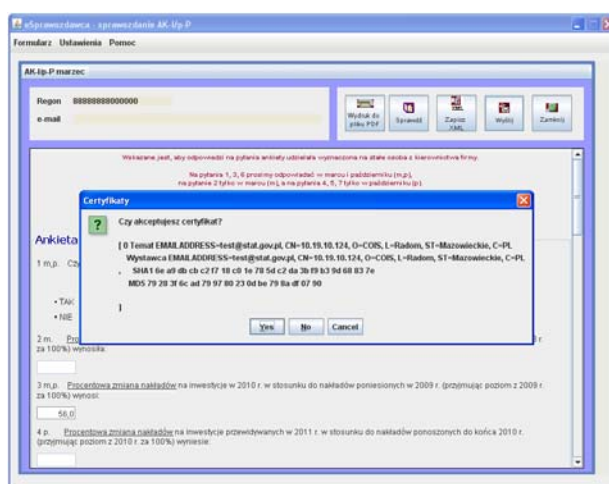 eSprawozdawca - sprawozdanie AK-I/p-P
Formularz Ustawienia Pomoc
AK-I/p-P marzec
Regon 88888888000000
e-mail
Wydruk do pliku PDF
Sprawdź
Zapisz XML
Wyślij
Zamknij
Wskazane jest, aby odpowiedzi na pytania ankiety udzielała wyznaczona na stałe osoba z kierownictwa firmy.
Na pytania 1, 3, 6 prosimy odpowiadać w marcu i październiku (m,p),
na pytanie 2 tylko w marcu (m), a na pytania 4, 5, 7 tylko w październiku (p).
Certyfikaty
Czy akceptujesz certyfikat?
[ 0 Temat EMAILADDRESS=test@stat.gov.pl, CN=10.19.10.124, O=COIS, L=Radom, ST=Mazowieckie, C=PL
Wystawca EMAILADDRESS=test@stat.gov.pl, CN=10.19.10.124, O=COIS, L=Radom, ST=Mazowieckie, C=PL
, SHA1 6e a9 db cb c2 f7 18 c0 1e 78 5d c2 da 3b f9 b3 9d 68 83 7e
MD5 79 28 3f 6c ad 79 97 80 23 0d be 79 8a df 07 90
]
Yes No Cancel
Ankieta
1 m,p. Czy
• TAK
• NIE
2 m. Pro
za 100%) wynosiła:
3 m,p. Procentowa zmiana nakładów na inwestycje w 2010 r. w stosunku do nakładów poniesionych w 2009 r. (przyjmując poziom z 2009 r.
za 100%) wynosi:
56,0
4 p. Procentowa zmiana nakładów na inwestycje przewidywanych w 2011 r. w stosunku do nakładów ponoszonych do końca 2010 r.
(przyjmując poziom z 2010 r. za 100%) wyniesie: